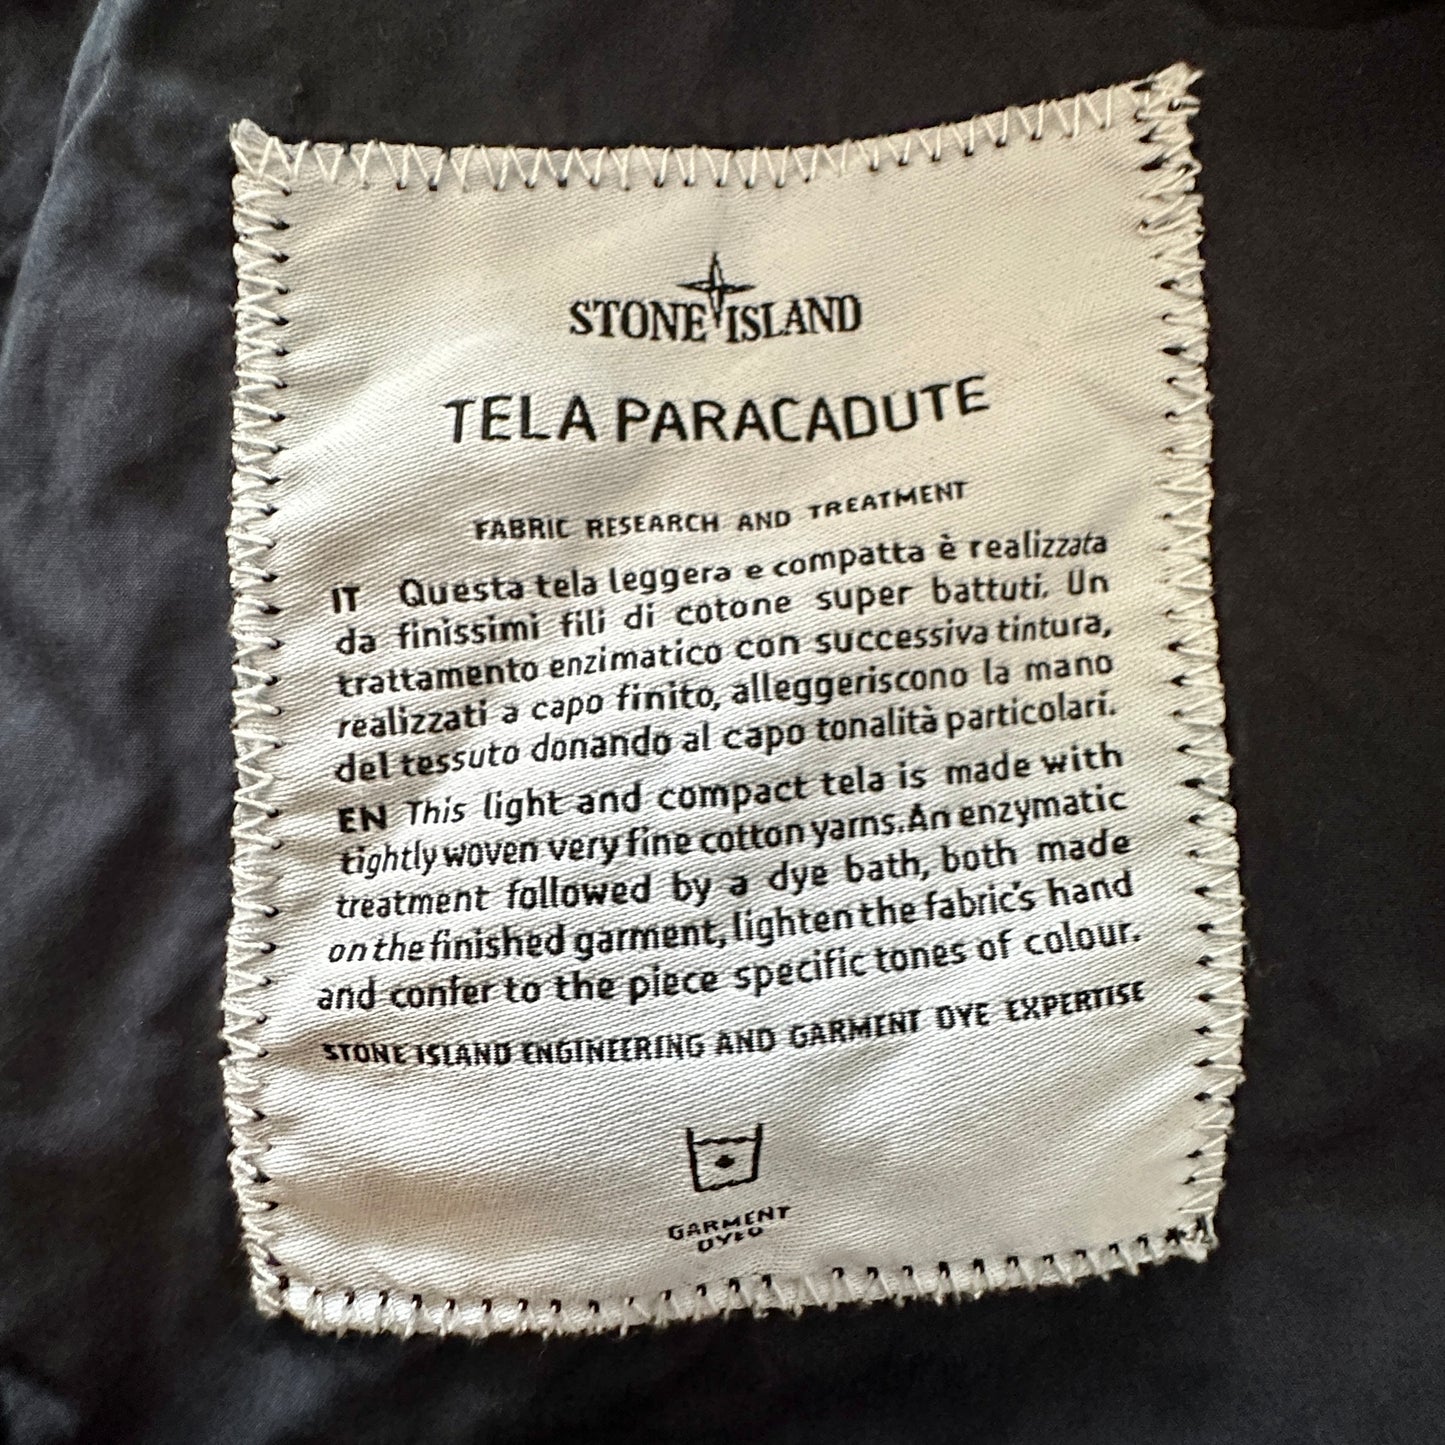 STONE ISLAND
TELA PARACADUTE
FABRIC RESEARCH AND TREATMENT
IT Questa tela leggera e compatta è realizzata
da finissimi fili di cotone super battuti. Un
trattamento enzimatico con successiva tintura,
realizzati a capo finito, alleggeriscono la mano
del tessuto donando al capo tonalità particolari.
EN This light and compact tela is made with
tightly woven very fine cotton yarns. An enzymatic
treatment followed by a dye bath, both made
on the finished garment, lighten the fabric's hand
and confer to the piece specific tones of colour.
STONE ISLAND ENGINEERING AND GARMENT DYE EXPERTISE
GARMENT
DYED